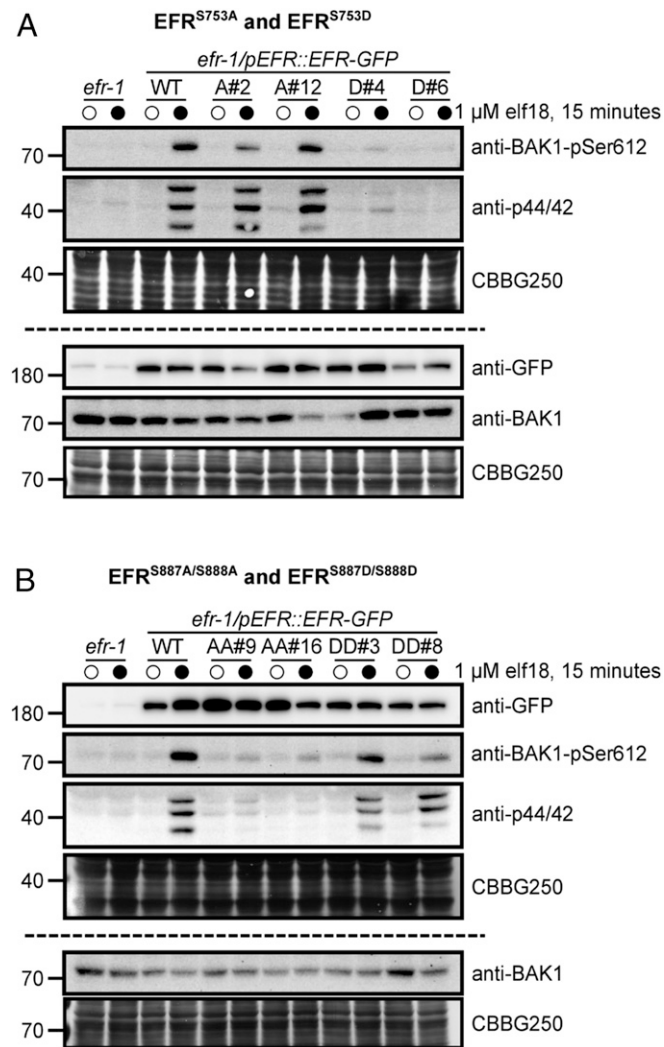 A
EFR^S753A and EFR^S753D
efr-1/pEFR::EFR-GFP
efr-1 WT A#2 A#12 D#4 D#6
1 µM elf18, 15 minutes
70 anti-BAK1-pSer612
40 anti-p44/42
40 CBBG250
180 anti-GFP
70 anti-BAK1
70 CBBG250
B
EFR^S887A/S888A and EFR^S887D/S888D
efr-1/pEFR::EFR-GFP
efr-1 WT AA#9 AA#16 DD#3 DD#8
1 µM elf18, 15 minutes
180 anti-GFP
70 anti-BAK1-pSer612
40 anti-p44/42
40 CBBG250
70 anti-BAK1
70 CBBG250